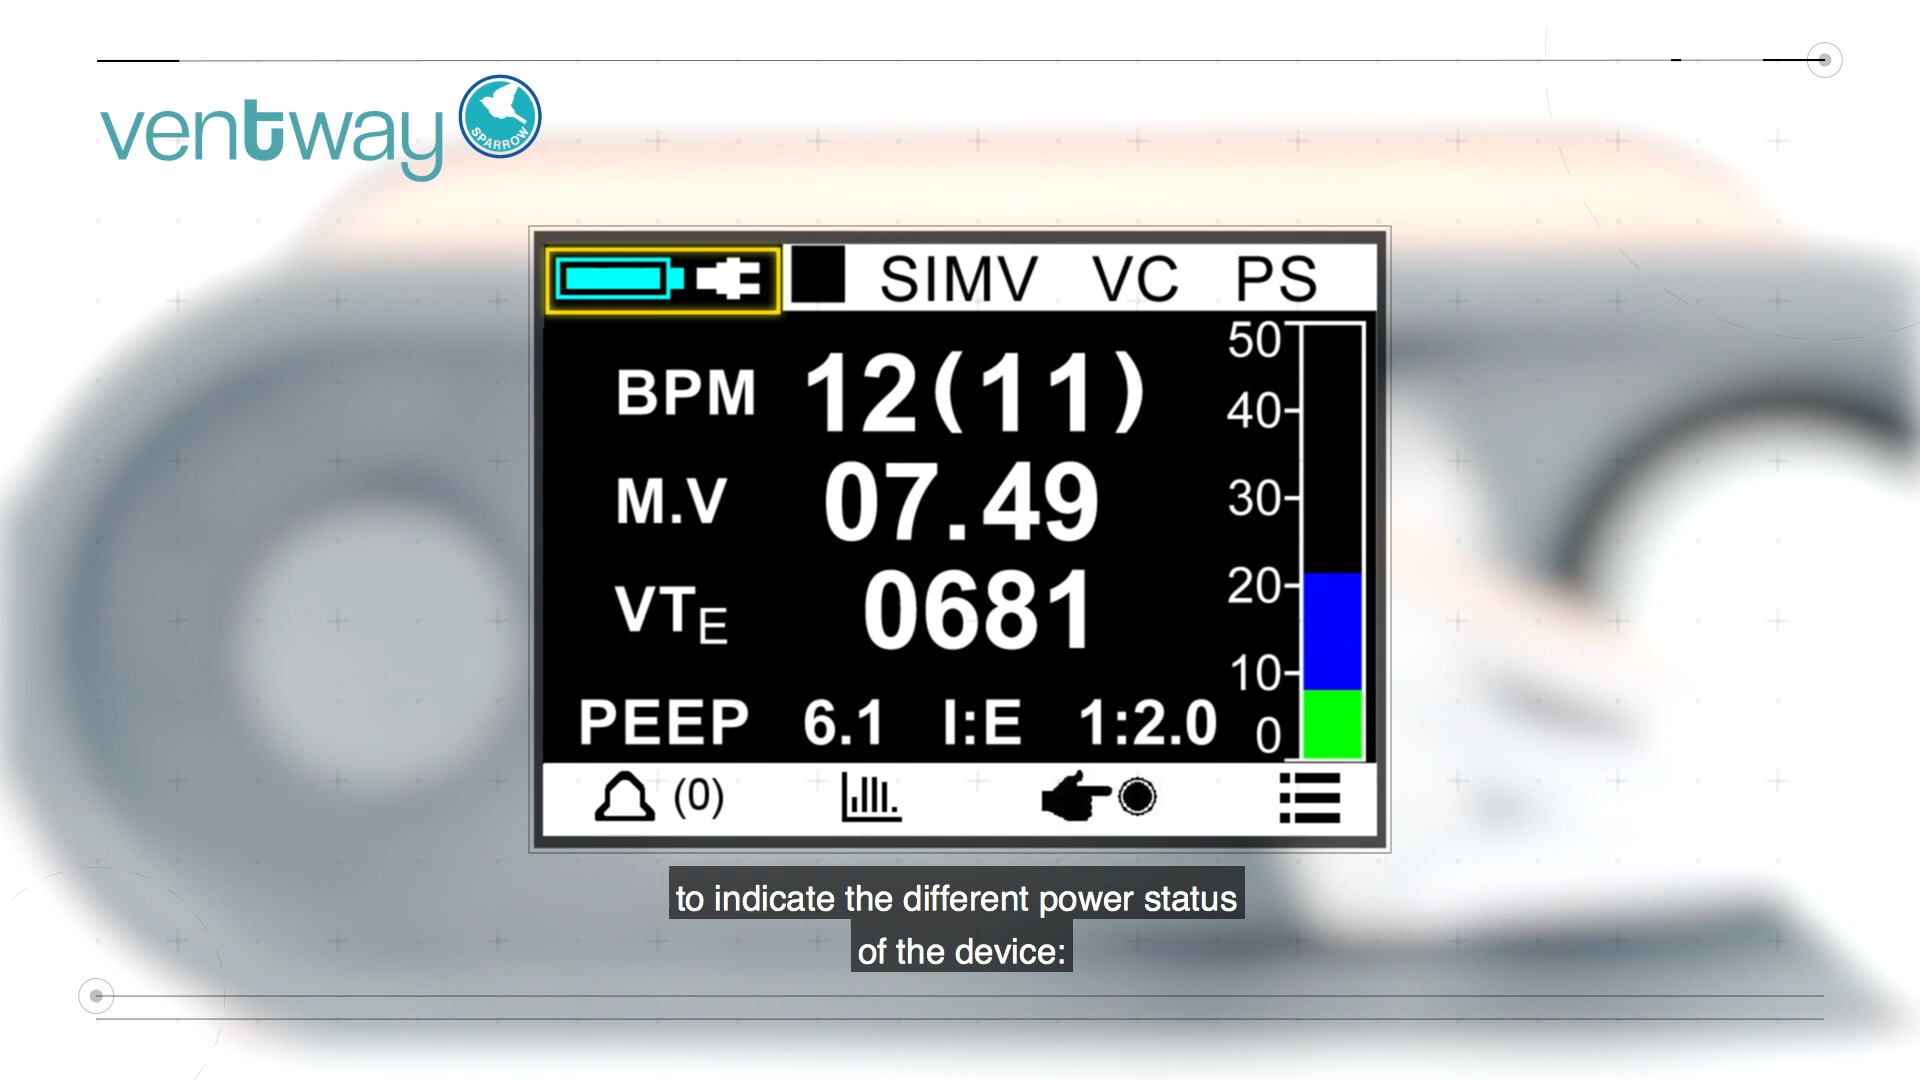 ventway
SPARROW
SIMV VC PS
BPM 12(11)
M.V 07.49
VTE 0681
PEEP 6.1 I:E 1:2.0
50
40
30
20
10
0
(0)
to indicate the different power status
of the device: